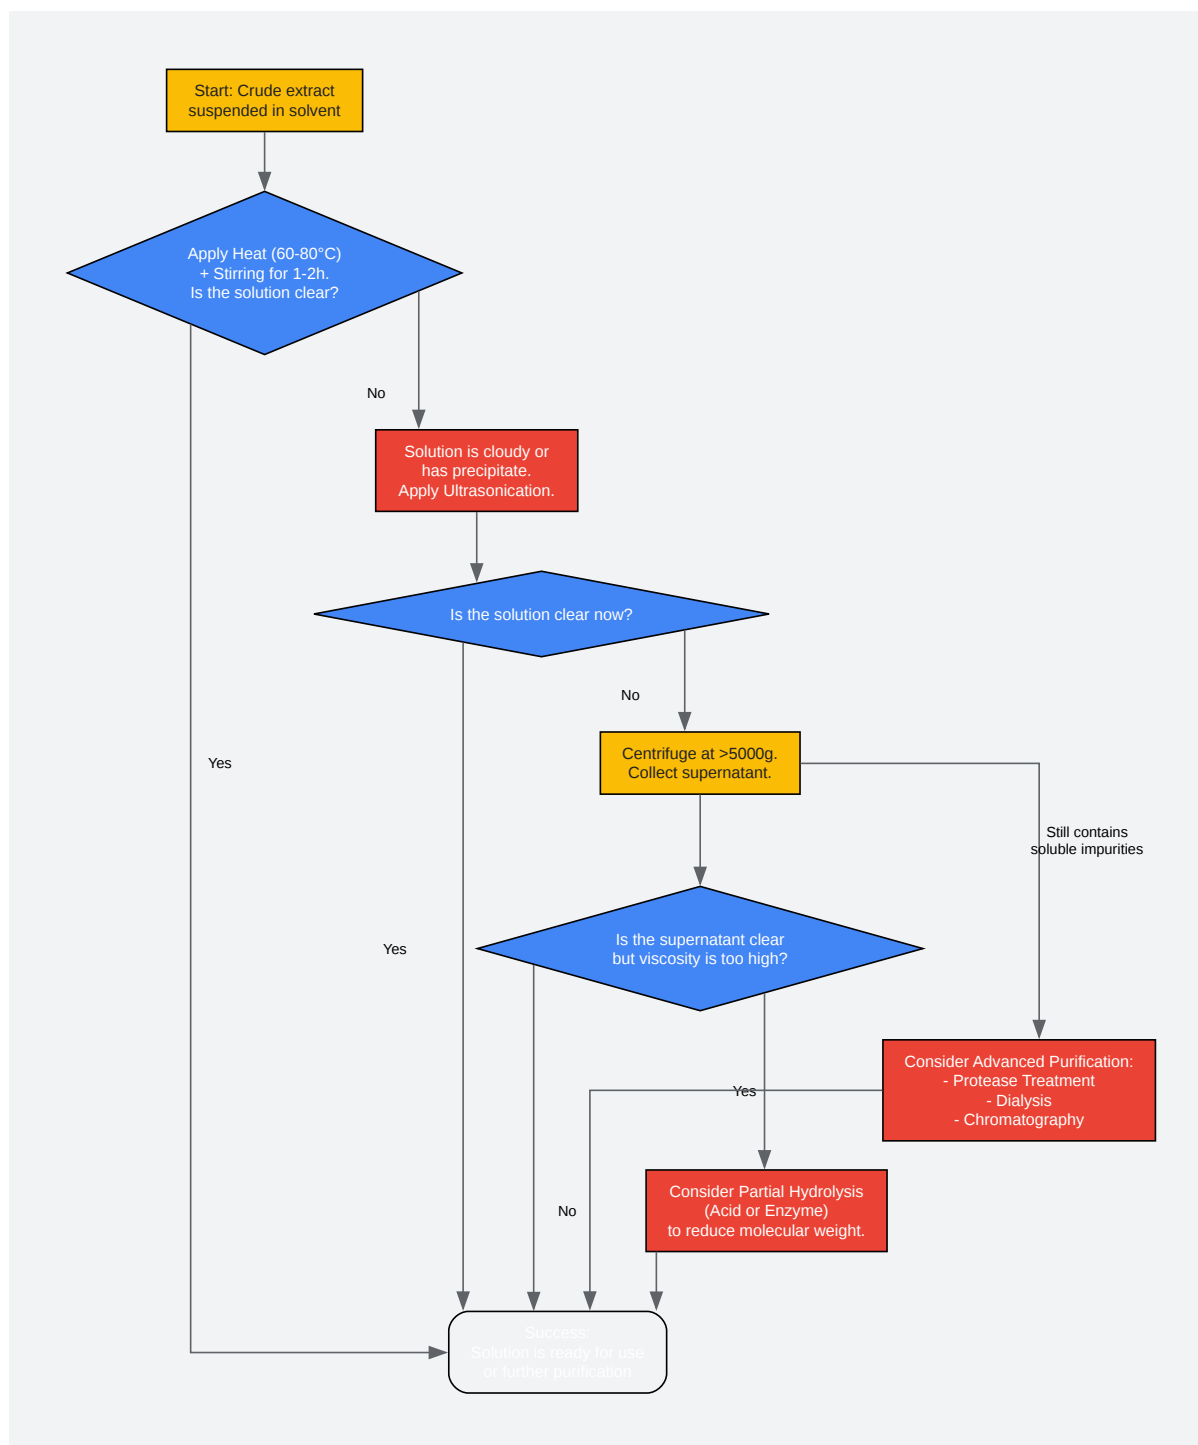 Start: Crude extract
suspended in solvent
Apply Heat (60-80°C)
+ Stirring for 1-2h.
Is the solution clear?
No
Solution is cloudy or
has precipitate.
Apply Ultrasonication.
Is the solution clear now?
No
Yes
Centrifuge at >5000g.
Collect supernatant.
Still contains
soluble impurities
Yes
Is the supernatant clear
but viscosity is too high?
Consider Advanced Purification:
- Protease Treatment
- Dialysis
- Chromatography
Yes
Consider Partial Hydrolysis
(Acid or Enzyme)
to reduce molecular weight.
No
Success:
Solution is ready for use
or further purification